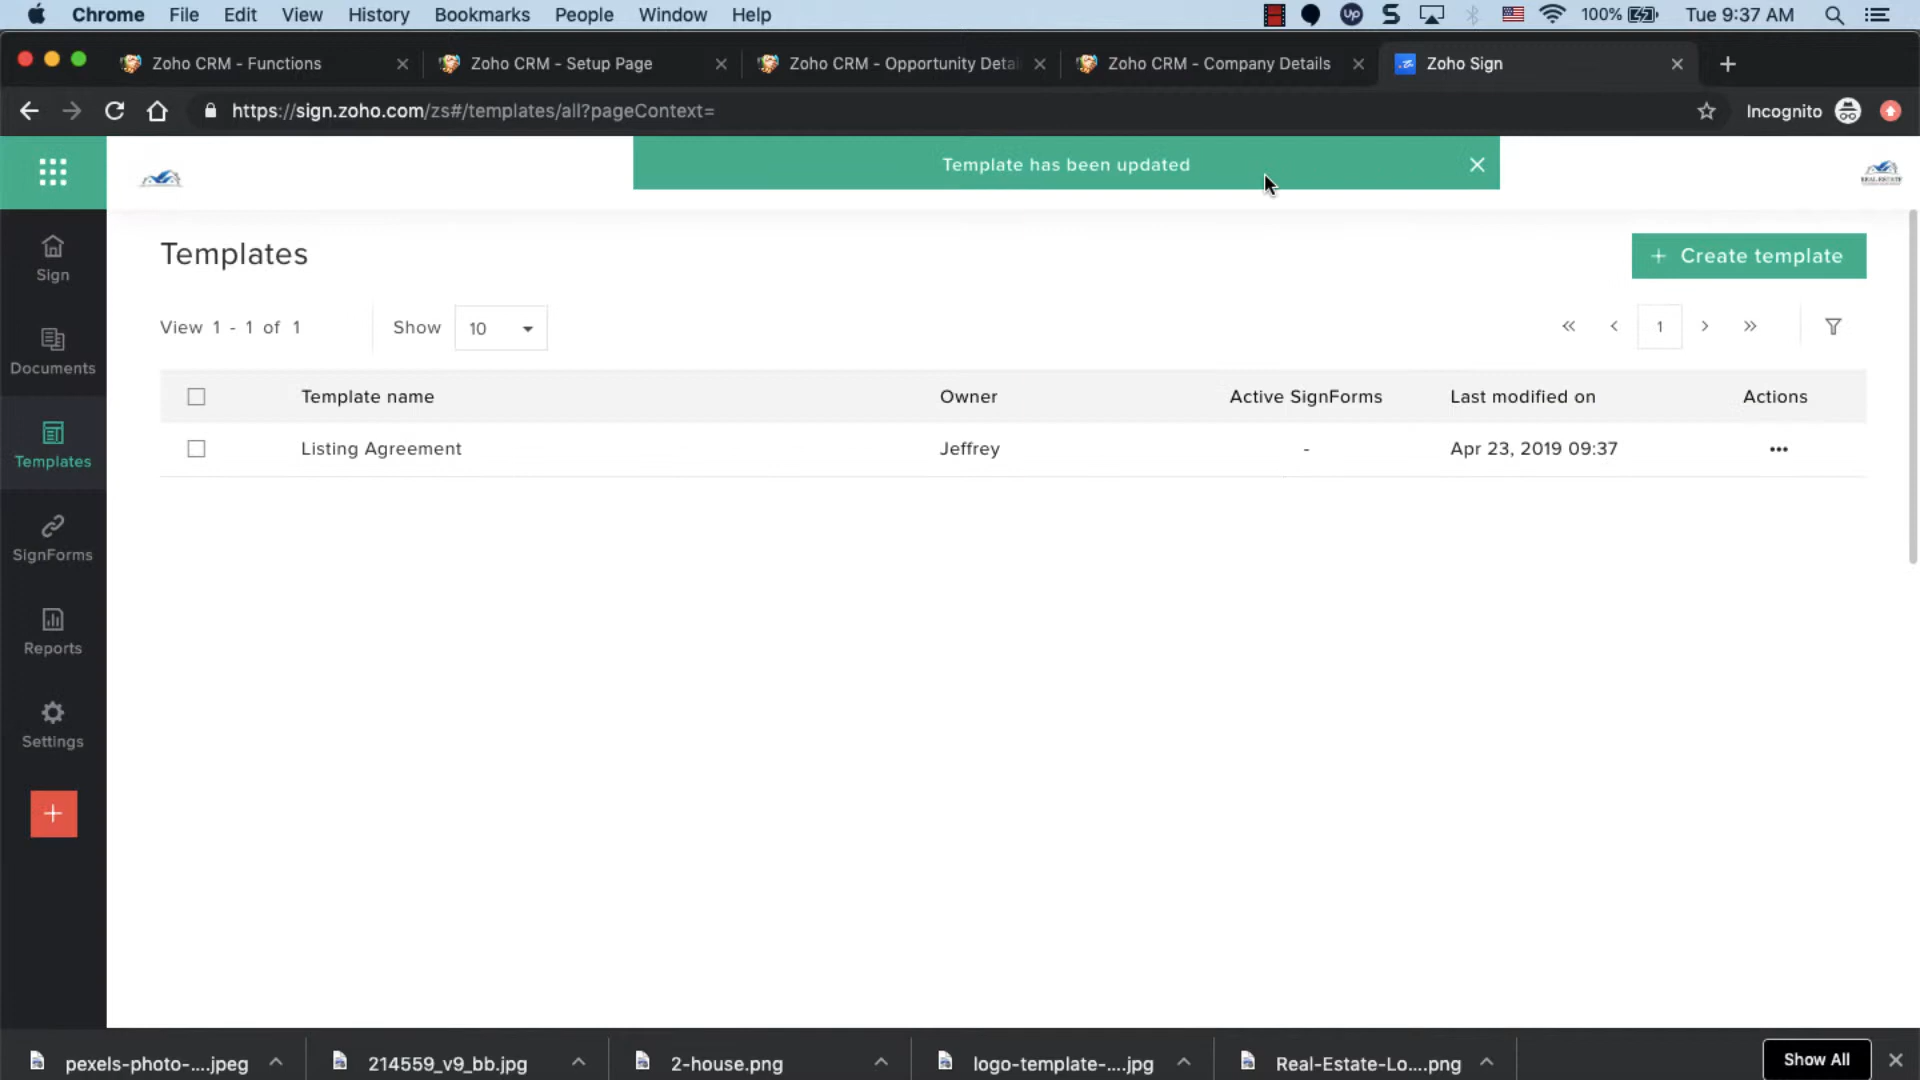 Chrome File Edit View History Bookmarks People Window Help Up S 100% Tue 9:37 AM
Zoho CRM - Functions Zoho CRM - Setup Page Zoho CRM - Opportunity Detai Zoho CRM - Company Details Zoho Sign
https://sign.zoho.com/zs#/templates/all?pageContext= Incognito
Template has been updated
REAL-ESTATE
Templates
+ Create template
View 1 - 1 of 1 Show 10 1
Template name Owner Active SignForms Last modified on Actions
Listing Agreement Jeffrey - Apr 23, 2019 09:37 •••
Sign
Documents
Templates
SignForms
Reports
Settings
pexels-photo-....jpeg 214559_v9_bb.jpg 2-house.png logo-template-....jpg Real-Estate-Lo....png Show All